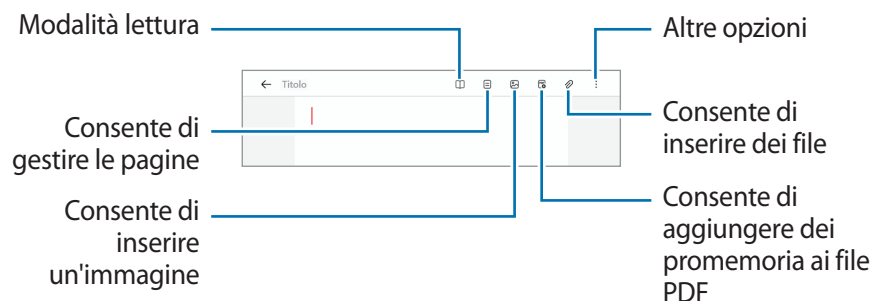 Modalità lettura
Altre opzioni
Titolo
Consente di
gestire le pagine
Consente di
inserire dei file
Consente di
inserire
un'immagine
Consente di
aggiungere dei
promemoria ai file
PDF